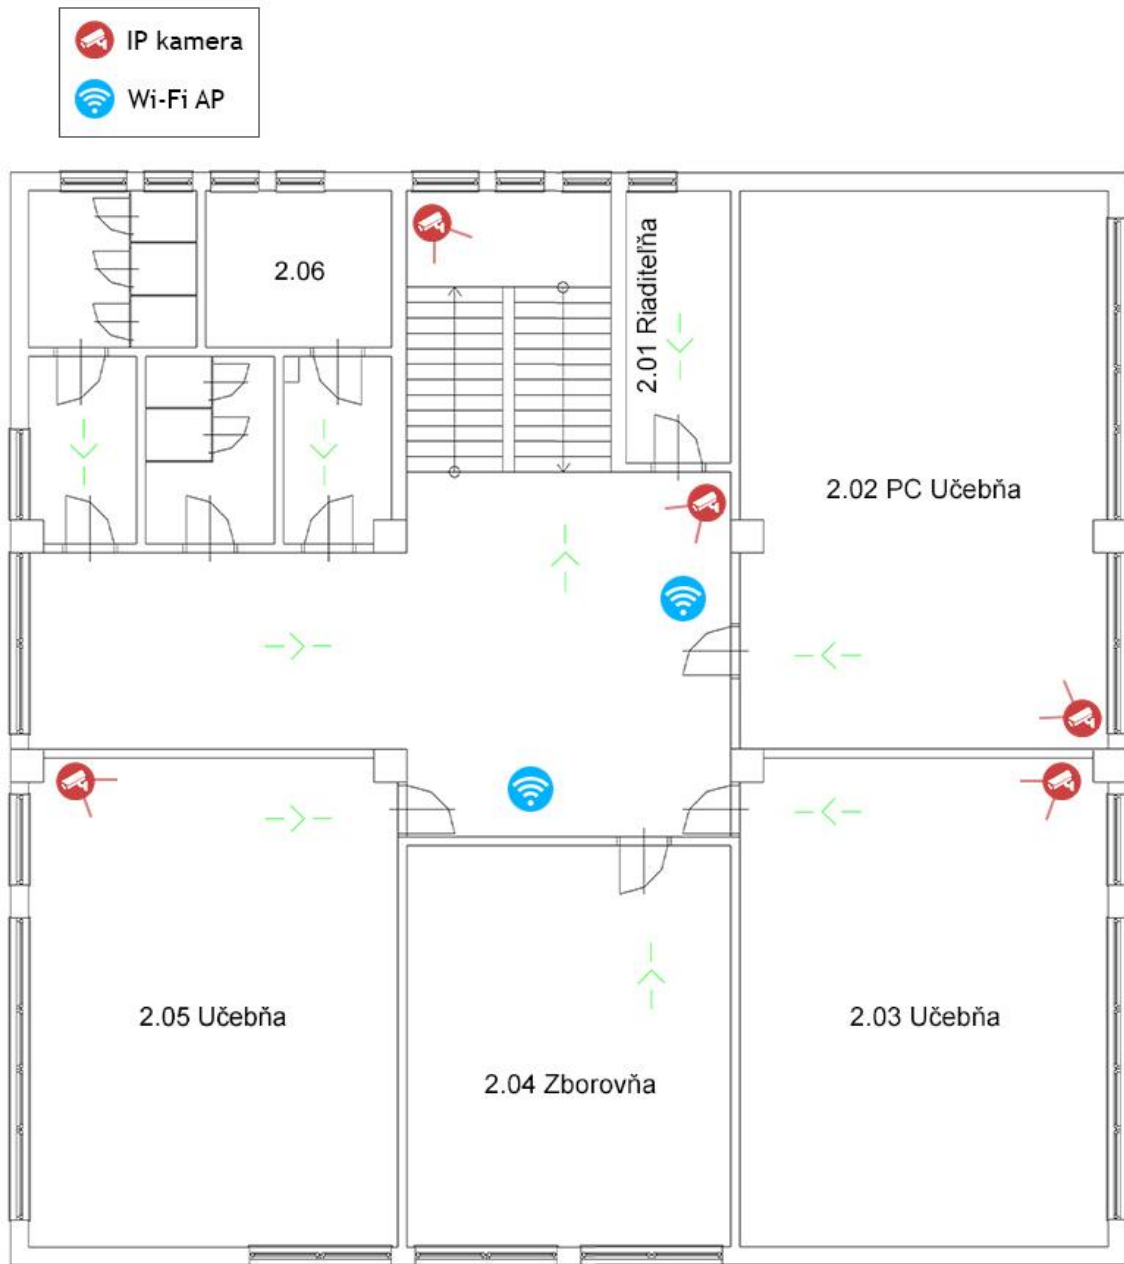 IP kamera
Wi-Fi AP
2.06
2.01 Riaditeľňa
2.02 PC Učebňa
2.05 Učebňa
2.04 Zborovňa
2.03 Učebňa